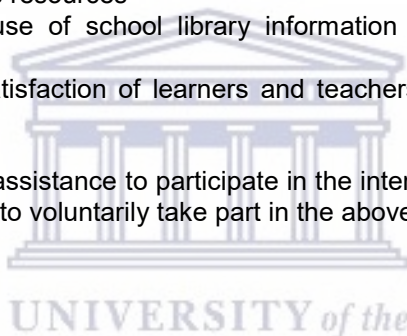 use of school library information
tisfaction of learners and teachers
assistance to participate in the inter
to voluntarily take part in the above
UNIVERSITY of the